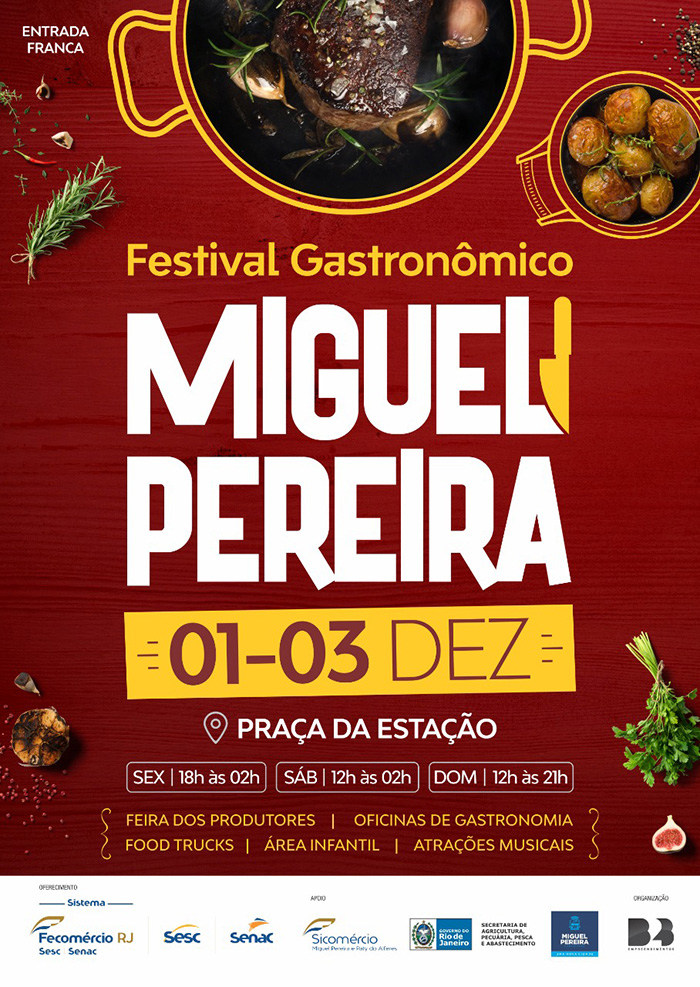 ENTRADA
FRANCA
Festival Gastronômico
MIGUEL
PEREIRA
01-03 DEZ
PRAÇA DA ESTAÇÃO
SEX | 18h às 02h SÁB | 12h às 02h DOM | 12h às 21h
FEIRA DOS PRODUTORES | OFICINAS DE GASTRONOMIA
FOOD TRUCKS | ÁREA INFANTIL | ATRAÇÕES MUSICAIS
OFERECIMENTO
Sistema
Fecomércio RJ
Sesc Senac
Sesc
Senac
APOIO
Sicomércio
Miguel Pereira e Paty do Alferes
GOVERNO DO
Rio de
Janeiro
SECRETARIA DE
AGRICULTURA,
PECUÁRIA, PESCA
E ABASTECIMENTO
MIGUEL
PEREIRA
ORGANIZAÇÃO
B3
EMPREENDIMENTOS